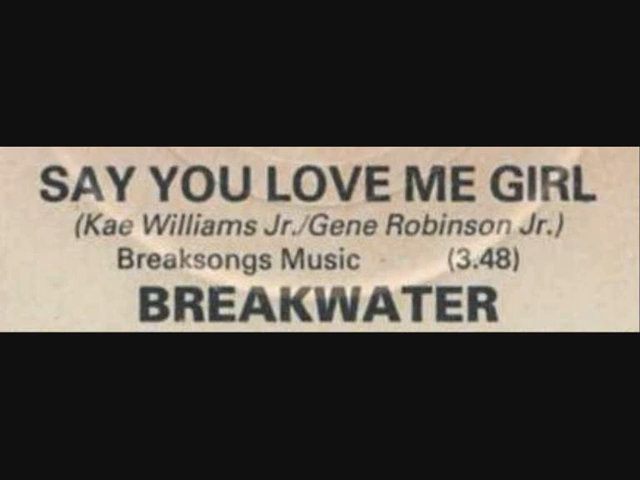 SAY YOU LOVE ME GIRL
(Kae Williams Jr./Gene Robinson Jr.)
Breaksongs Music (3.48)
BREAKWATER